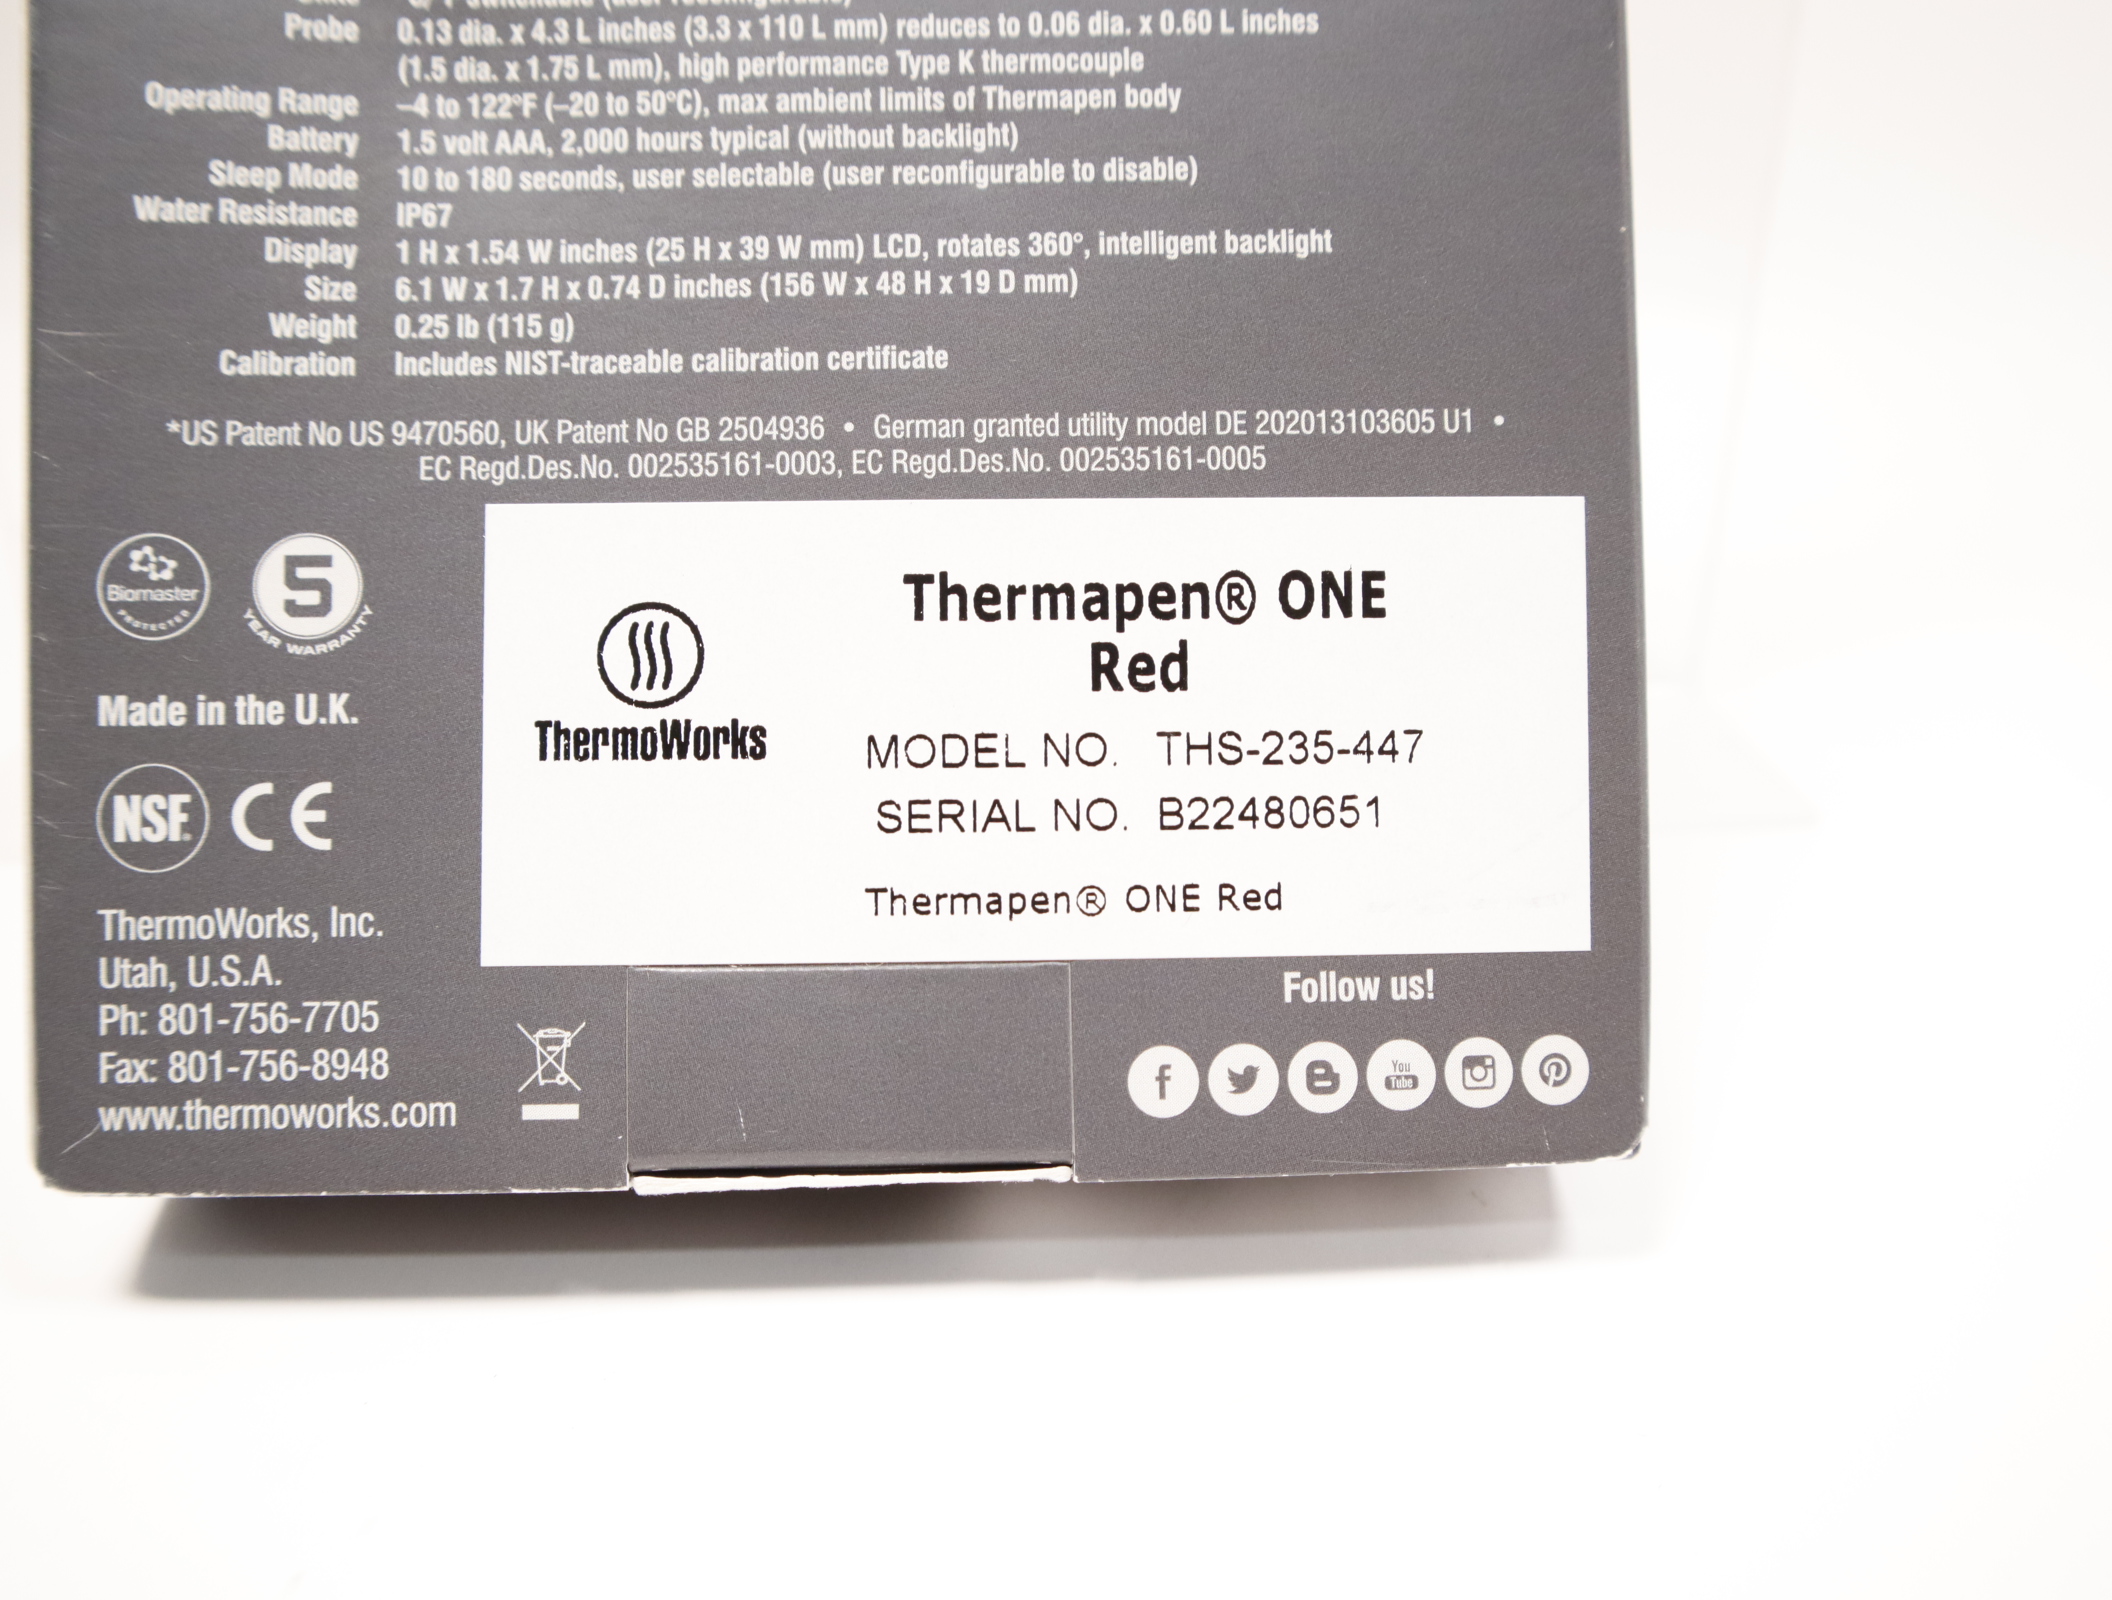 Probe 0.13 dia. x 4.3 L inches (3.3 x 110 L mm) reduces to 0.06 dia. x 0.60 L inches
(1.5 dia. x 1.75 L mm), high performance Type K thermocouple
Operating Range –4 to 122°F (–20 to 50°C), max ambient limits of Thermapen body
Battery 1.5 volt AAA, 2,000 hours typical (without backlight)
Sleep Mode 10 to 180 seconds, user selectable (user reconfigurable to disable)
Water Resistance IP67
Display 1 H x 1.54 W inches (25 H x 39 W mm) LCD, rotates 360°, intelligent backlight
Size 6.1 W x 1.7 H x 0.74 D inches (156 W x 48 H x 19 D mm)
Weight 0.25 lb (115 g)
Calibration Includes NIST-traceable calibration certificate
*US Patent No US 9470560, UK Patent No GB 2504936 • German granted utility model DE 202013103605 U1 •
EC Regd.Des.No. 002535161-0003, EC Regd.Des.No. 002535161-0005
Biomaster
PROTECTED
5
YEAR WARRANTY
Made in the U.K.
NSF. CE
ThermoWorks, Inc.
Utah, U.S.A.
Ph: 801-756-7705
Fax: 801-756-8948
www.thermoworks.com
ThermoWorks
Thermapen® ONE
Red
MODEL NO. THS-235-447
SERIAL NO. B22480651
Thermapen® ONE Red
Follow us!
You
Tube